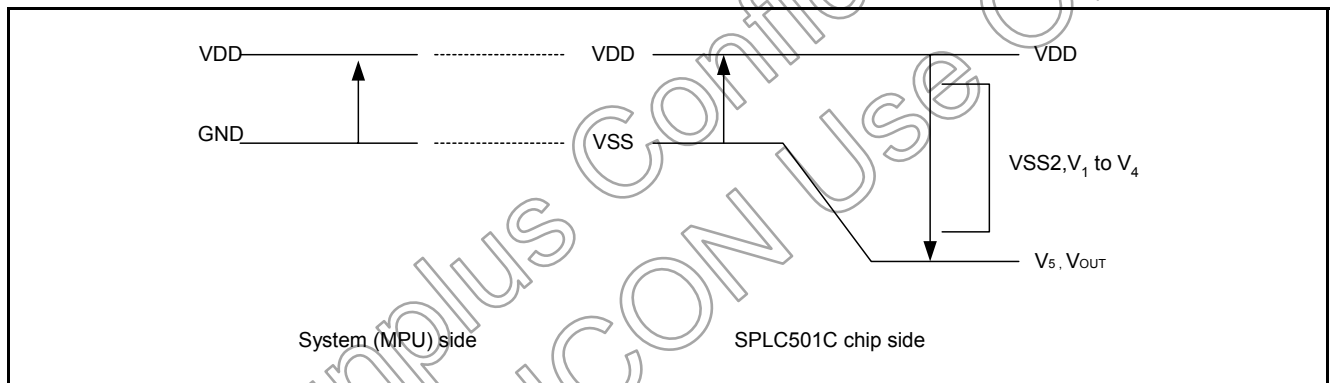 VDD VDD VDD
GND VSS
VSS2,V1 to V4
V5 , VOUT
System (MPU) side SPLC501C chip side